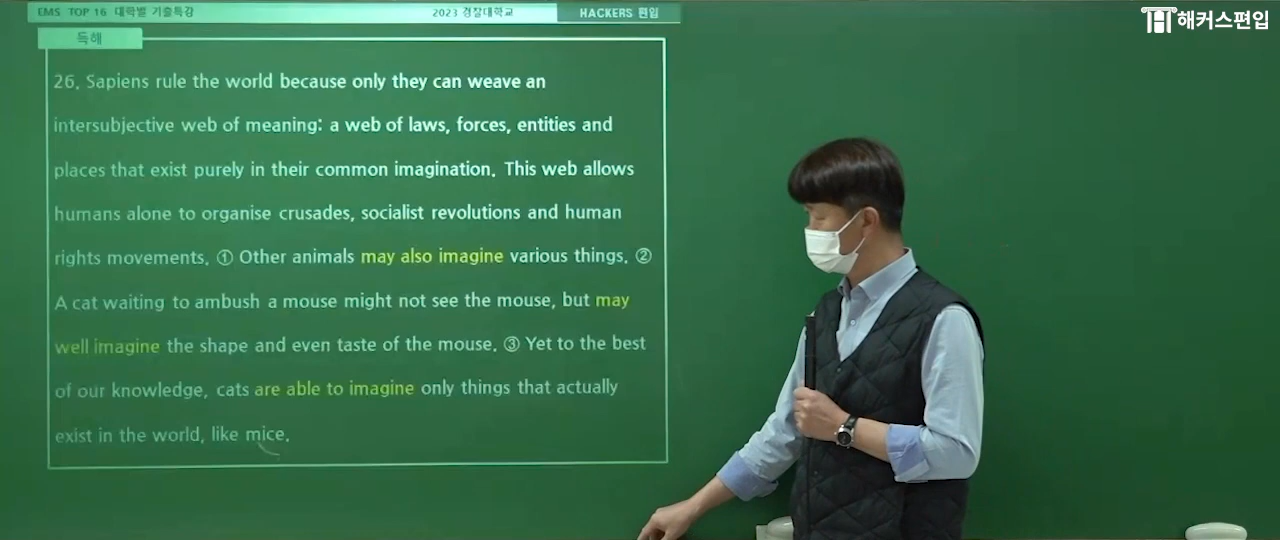 EMS TOP 16 대학별 기출특강
2023 경찰대학교
HACKERS 편입
해커스편입
독해
26. Sapiens rule the world because only they can weave an
intersubjective web of meaning: a web of laws, forces, entities and
places that exist purely in their common imagination. This web allows
humans alone to organise crusades, socialist revolutions and human
rights movements. ① Other animals may also imagine various things. ②
A cat waiting to ambush a mouse might not see the mouse, but may
well imagine the shape and even taste of the mouse. ③ Yet to the best
of our knowledge, cats are able to imagine only things that actually
exist in the world, like mice.